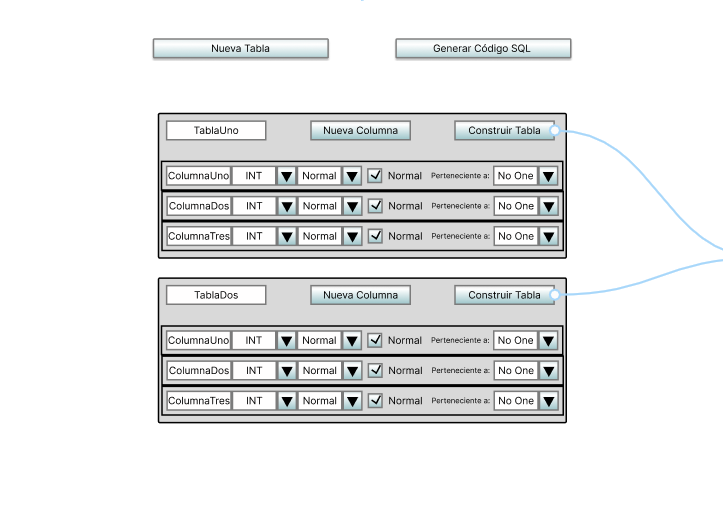 Nueva Tabla Generar Código SQL
TablaUno Nueva Columna Construir Tabla
ColumnaUno INT Normal Normal Perteneciente a: No One
ColumnaDos INT Normal Normal Perteneciente a: No One
ColumnaTres INT Normal Normal Perteneciente a: No One
TablaDos Nueva Columna Construir Tabla
ColumnaUno INT Normal Normal Perteneciente a: No One
ColumnaDos INT Normal Normal Perteneciente a: No One
ColumnaTres INT Normal Normal Perteneciente a: No One